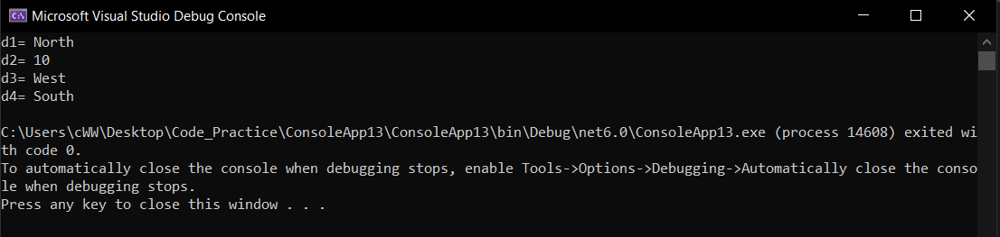 Microsoft Visual Studio Debug Console
d1= North
d2= 10
d3= West
d4= South
C:\Users\cWW\Desktop\Code_Practice\ConsoleApp13\ConsoleApp13\bin\Debug\net6.0\ConsoleApp13.exe (process 14608) exited wi
th code 0.
To automatically close the console when debugging stops, enable Tools->Options->Debugging->Automatically close the conso
le when debugging stops.
Press any key to close this window . . .